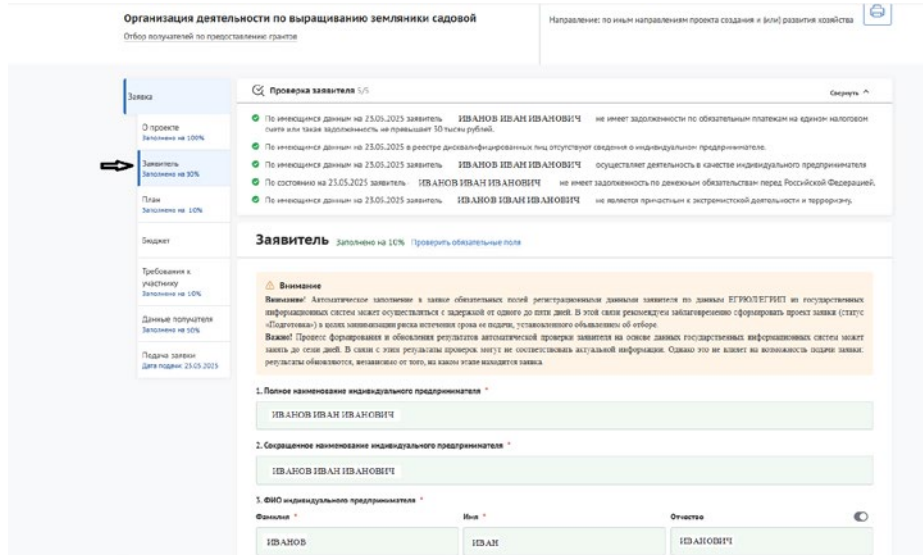 Организация деятельности по выращиванию земляники садовой
Отбор получателей по предоставлению грантов
Направление: по иным направлениям проекта создания и (или) развития хозяйства
Заявка
О проекте
Заполнено на 100%
Заявитель
Заполнено на 10%
План
Заполнено на 10%
Бюджет
Требования к
участнику
Заполнено на 10%
Данные получателя
Заполнено на 50%
Подача заявки
Дата подачи: 23.05.2025
Проверка заявителя 5/5
Свернуть
По имеющимся данным на 23.05.2025 заявитель ИВАНОВ ИВАН ИВАНОВИЧ не имеет задолженности по обязательным платежам на едином налоговом
счете или такая задолженность не превышает 30 тысяч рублей.
По имеющимся данным на 23.05.2025 в реестре дисквалифицированных лиц отсутствуют сведения о индивидуальном предпринимателе.
По имеющимся данным на 23.05.2025 заявитель ИВАНОВ ИВАН ИВАНОВИЧ осуществляет деятельность в качестве индивидуального предпринимателя
По состоянию на 23.05.2025 заявитель ИВАНОВ ИВАН ИВАНОВИЧ не имеет задолженность по денежным обязательствам перед Российской Федерацией.
По имеющимся данным на 23.05.2025 заявитель ИВАНОВ ИВАН ИВАНОВИЧ не является причастным к экстремистской деятельности и терроризму.
Заявитель Заполнено на 10% Проверить обязательные поля
Внимание
Внимание! Автоматическое заполнение в заявке обязательных полей регистрационными данными заявителя по данным ЕГРЮЛ/ЕГРИП из государственных
информационных систем может осуществляться с задержкой от одного до пяти дней. В этой связи рекомендуем заблаговременно сформировать проект заявки (статус
«Подготовка») в целях минимизации риска истечения срока ее подачи, установленного объявлением об отборе.
Важно! Процесс формирования и обновления результатов автоматической проверки заявителя на основе данных государственных информационных систем может
занять до семи дней. В связи с этим результаты проверок могут не соответствовать актуальной информации. Однако это не влияет на возможность подачи заявки:
результаты обновляются, независимо от того, на каком этапе находится заявка.
1. Полное наименование индивидуального предпринимателя *
ИВАНОВ ИВАН ИВАНОВИЧ
2. Сокращенное наименование индивидуального предпринимателя *
ИВАНОВ ИВАН ИВАНОВИЧ
3. ФИО индивидуального предпринимателя *
Фамилия * Имя * Отчество
ИВАНОВ ИВАН ИВАНОВИЧ